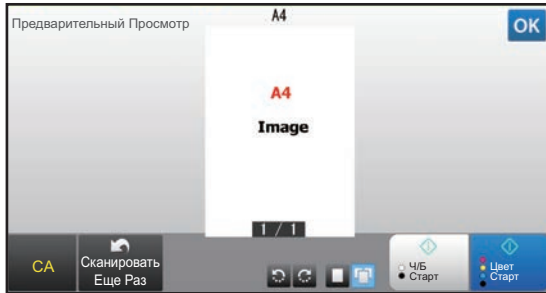 A4
Предварительный Просмотр
OK
A4
Image
1 / 1
CA
Сканировать
Еще Раз
Ч/Б
Старт
Цвет
Старт